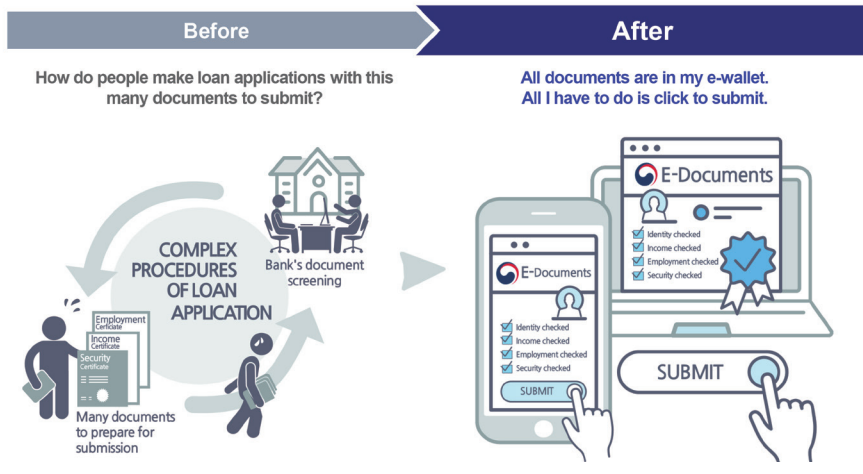 Before
After
How do people make loan applications with this
many documents to submit?
All documents are in my e-wallet.
All I have to do is click to submit.
COMPLEX
PROCEDURES
OF LOAN
APPLICATION
Bank's document
screening
Employment
Cerficiate
Income
Certificate
Security
Certificate
Many documents
to prepare for
submission
E-Documents
Identity checked
Income checked
Employment checked
Security checked
SUBMIT
E-Documents
Identity checked
Income checked
Employment checked
Security checked
SUBMIT